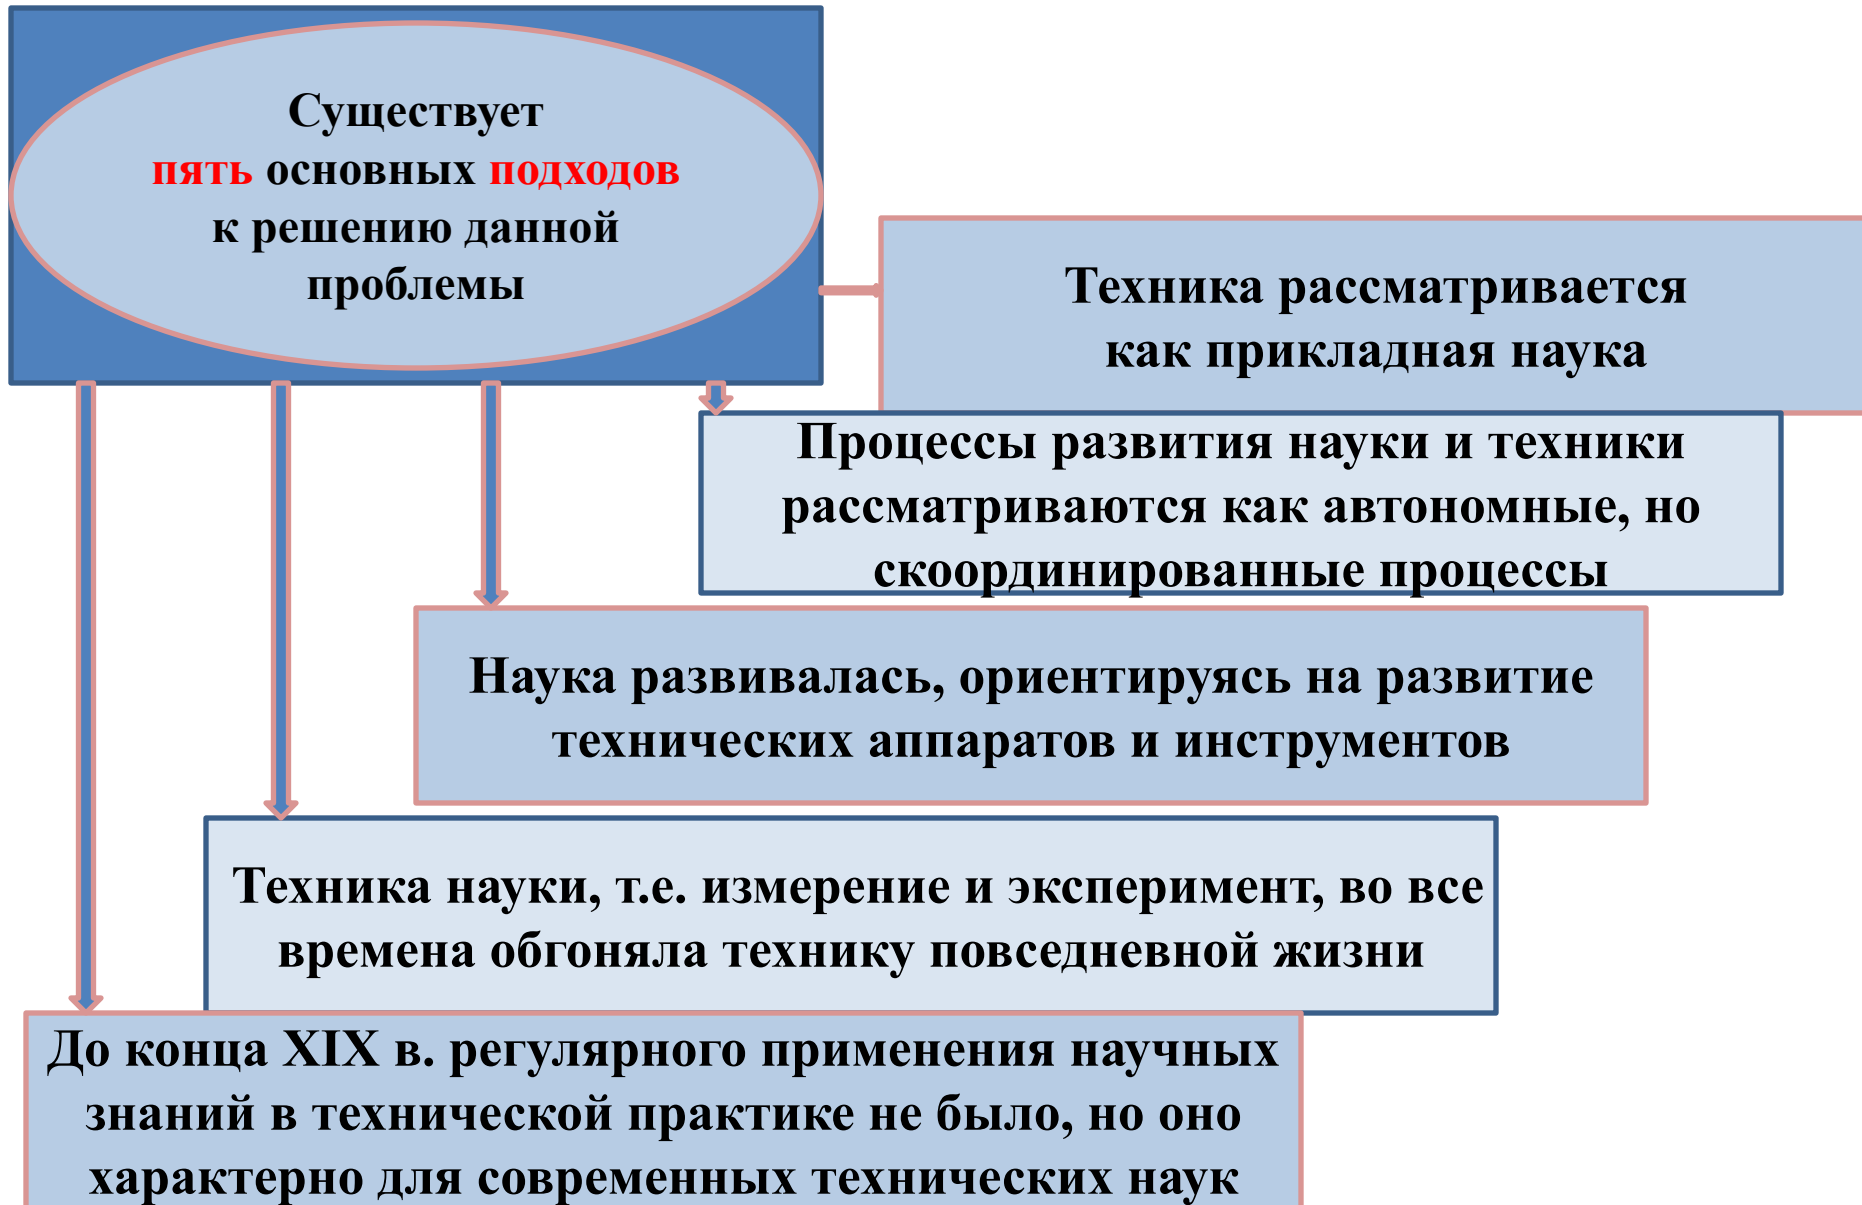 Существует
пять основных подходов
к решению данной
проблемы
Техника рассматривается
как прикладная наука
Процессы развития науки и техники
рассматриваются как автономные, но
скоординированные процессы
Наука развивалась, ориентируясь на развитие
технических аппаратов и инструментов
Техника науки, т.е. измерение и эксперимент, во все
времена обгоняла технику повседневной жизни
До конца XIX в. регулярного применения научных
знаний в технической практике не было, но оно
характерно для современных технических наук